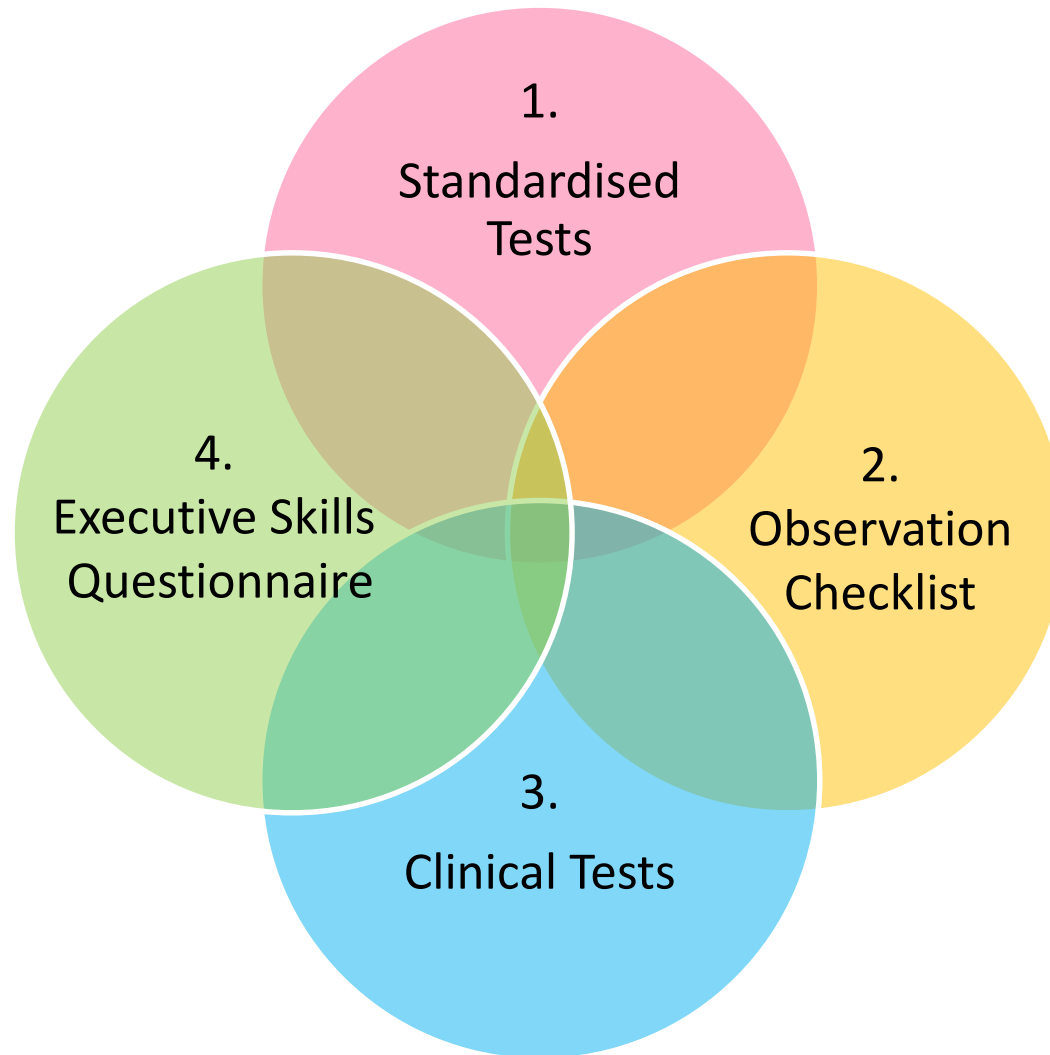 1.
Standardised
Tests
4.
Executive Skills
Questionnaire
2.
Observation
Checklist
3.
Clinical Tests